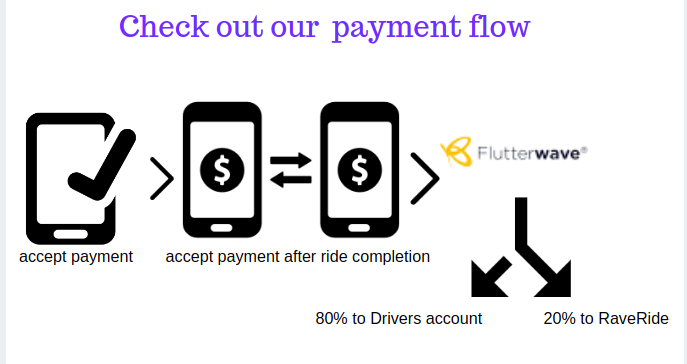 Check out our payment flow
$
$
Flutterwave®
accept payment
accept payment after ride completion
80% to Drivers account
20% to RaveRide